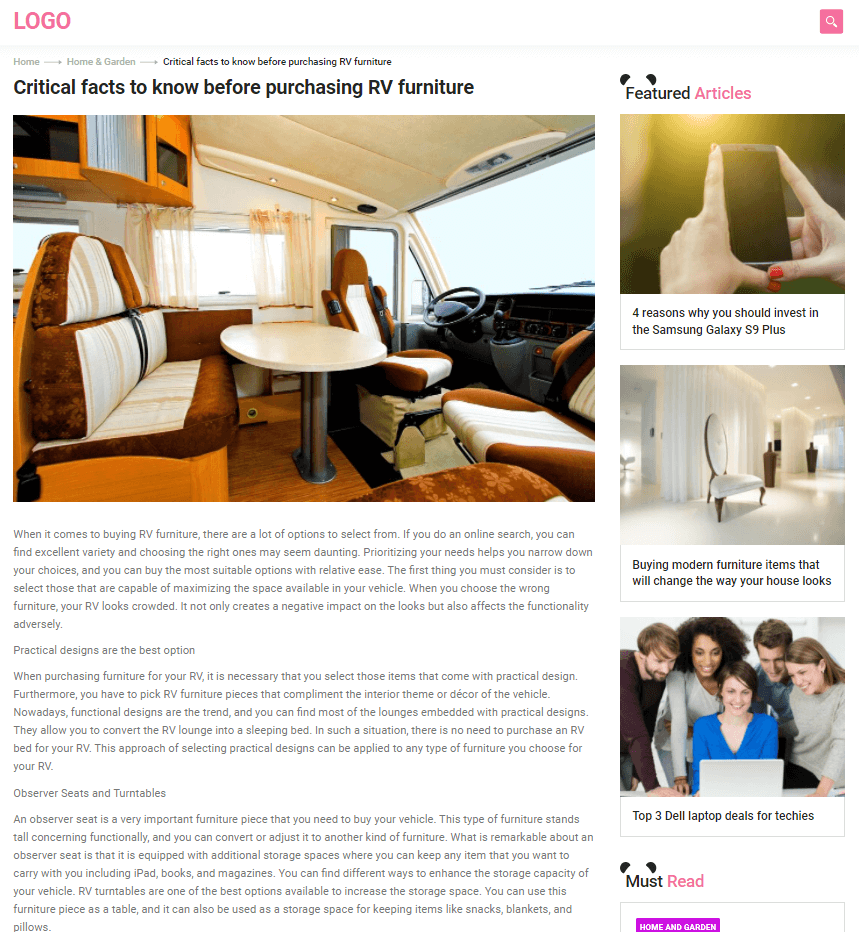 LOGO
Home Home & Garden Critical facts to know before purchasing RV furniture
Critical facts to know before purchasing RV furniture
When it comes to buying RV furniture, there are a lot of options to select from. If you do an online search, you can
find excellent variety and choosing the right ones may seem daunting. Prioritizing your needs helps you narrow down
your choices, and you can buy the most suitable options with relative ease. The first thing you must consider is to
select those that are capable of maximizing the space available in your vehicle. When you choose the wrong
furniture, your RV looks crowded. It not only creates a negative impact on the looks but also affects the functionality
adversely.
Practical designs are the best option
When purchasing furniture for your RV, it is necessary that you select those items that come with practical design.
Furthermore, you have to pick RV furniture pieces that compliment the interior theme or décor of the vehicle.
Nowadays, functional designs are the trend, and you can find most of the lounges embedded with practical designs.
They allow you to convert the RV lounge into a sleeping bed. In such a situation, there is no need to purchase an RV
bed for your RV. This approach of selecting practical designs can be applied to any type of furniture you choose for
your RV.
Observer Seats and Turntables
An observer seat is a very important furniture piece that you need to buy your vehicle. This type of furniture stands
tall concerning functionally, and you can convert or adjust it to another kind of furniture. What is remarkable about an
observer seat is that it is equipped with additional storage spaces where you can keep any item that you want to
carry with you including iPad, books, and magazines. You can find different ways to enhance the storage capacity of
your vehicle. RV turntables are one of the best options available to increase the storage space. You can use this
furniture piece as a table, and it can also be used as a storage space for keeping items like snacks, blankets, and
pillows.
Featured Articles
4 reasons why you should invest in
the Samsung Galaxy S9 Plus
Buying modern furniture items that
will change the way your house looks
Top 3 Dell laptop deals for techies
Must Read
HOME AND GARDEN